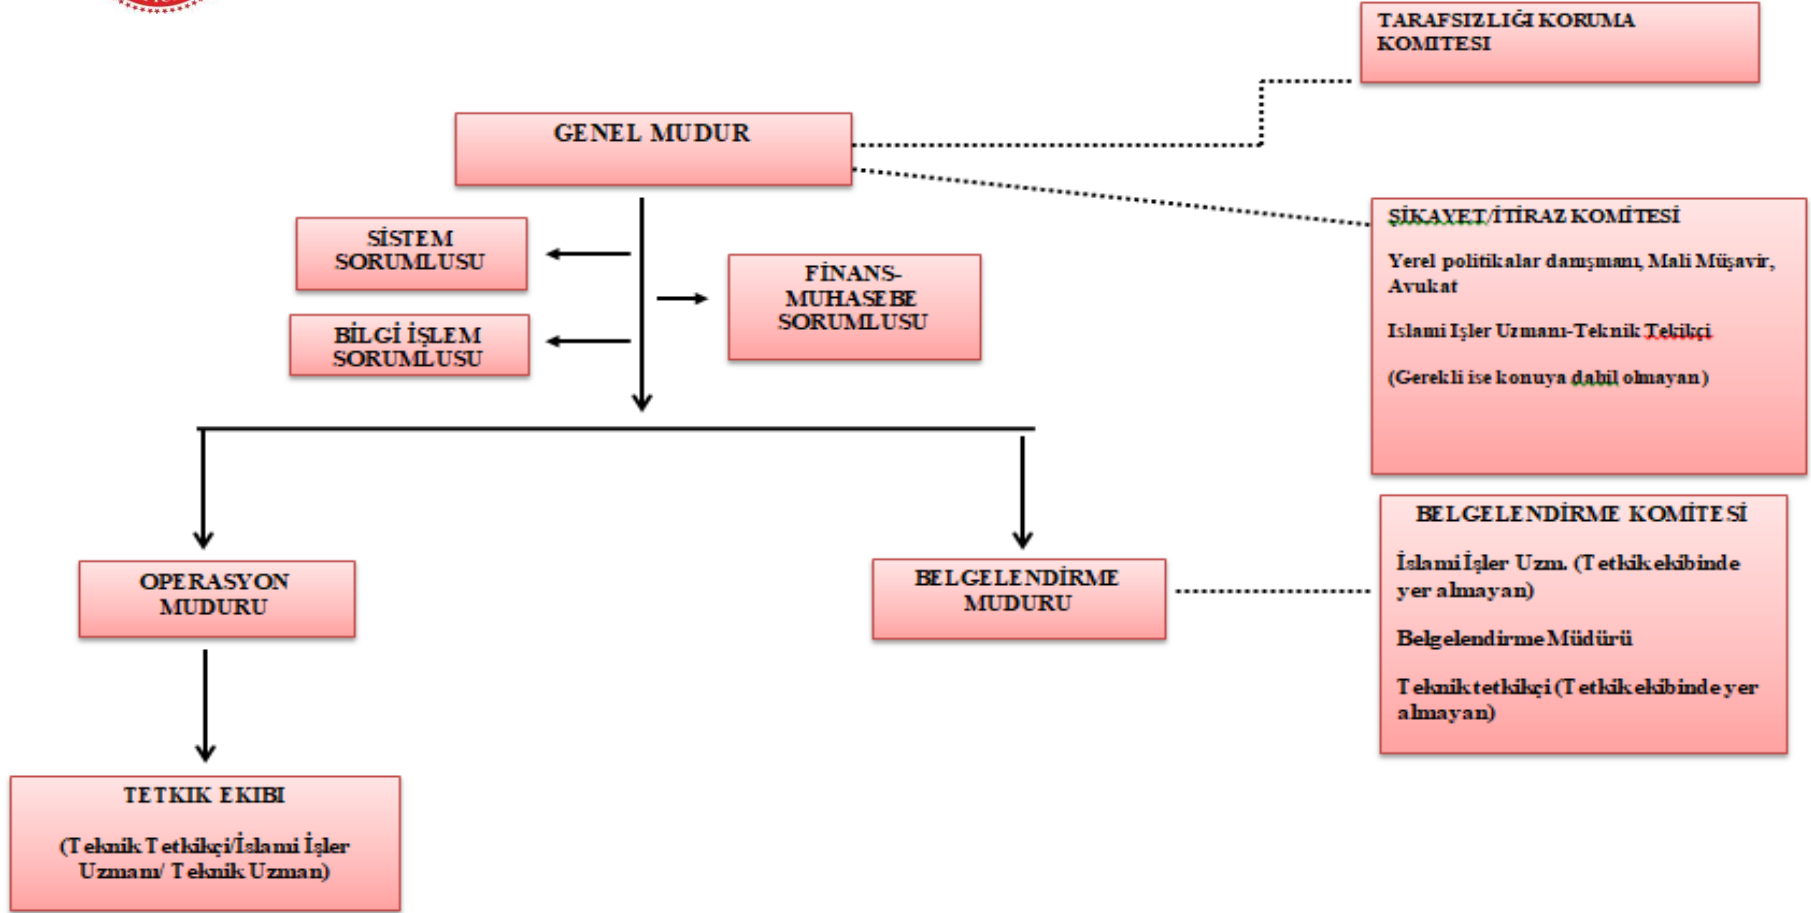 TARAFSIZLIĞI KORUMA
KOMITESI
GENEL MUDUR
SİSTEM
SORUMLUSU
FİNANS-
MUHASEBE
SORUMLUSU
BİLGİ İŞLEM
SORUMLUSU
ŞİKAYET/İTİRAZ KOMİTESİ
Yerel politikalar danışmanı, Mali Müşavir,
Avukat
Islami Işler Uzmanı-Teknik Tekikçi
(Gerekli ise konuya dahil olmayan)
OPERASYON
MUDURU
BELGELENDİRME
MUDURU
BELGELENDİRME KOMİTESİ
İslami İşler Uzm. (Tetkik ekibinde
yer almayan)
Belgelendirme Müdürü
Teknik tetkikçi (Tetkik ekibinde yer
almayan)
TETKIK EKIBI
(Teknik Tetkikçi/İslami İşler
Uzmanı/ Teknik Uzman)